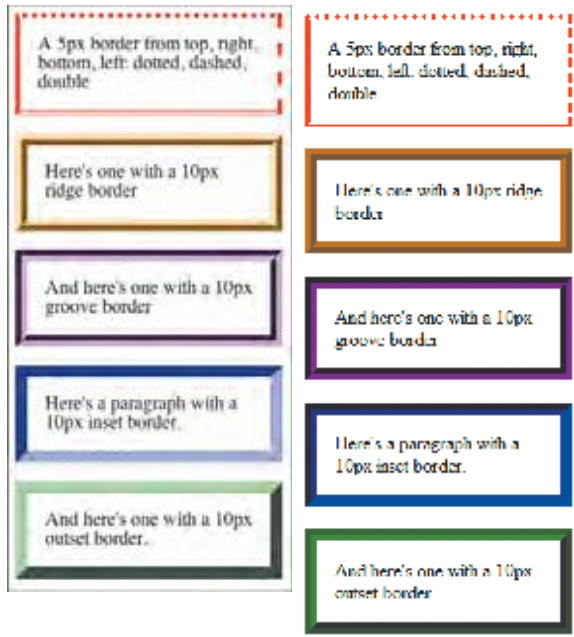 A 5px border from top, right,
bottom, left: dotted, dashed,
double
Here's one with a 10px
ridge border
And here's one with a 10px
groove border
Here's a paragraph with a
10px inset border.
And here's one with a 10px
outset border.
A 5px border from top, right,
bottom, left: dotted, dashed,
double
Here's one with a 10px ridge
border
And here's one with a 10px
groove border
Here's a paragraph with a
10px inset border.
And here's one with a 10px
outset border